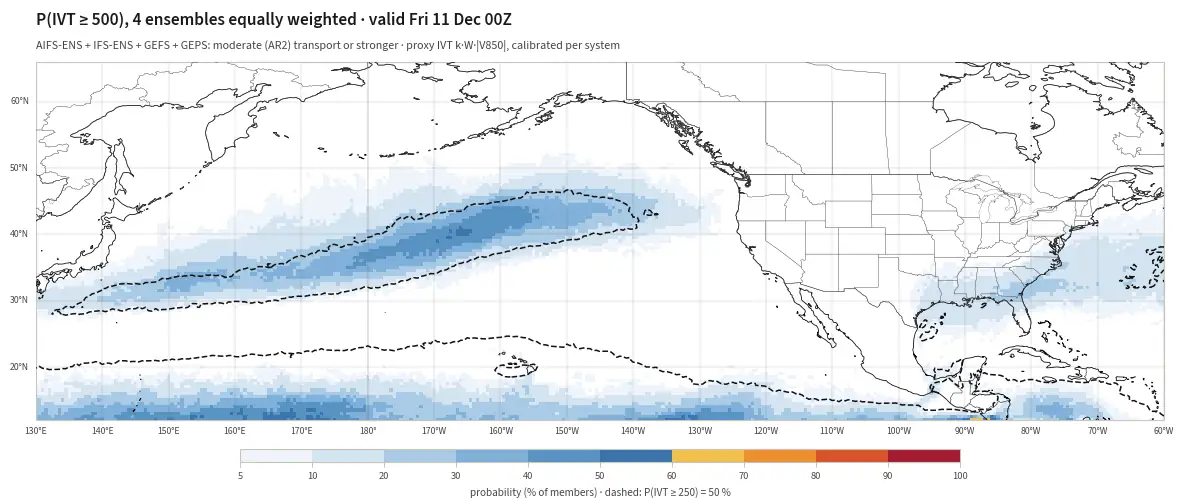 P(IVT ≥ 500), 4 ensembles equally weighted · valid Fri 11 Dec 00Z
AIFS-ENS + IFS-ENS + GEFS + GEPS: moderate (AR2) transport or stronger · proxy IVT k·W·|V850|, calibrated per system
60°N
50°N
40°N
30°N
20°N
130°E 140°E 150°E 160°E 170°E 180° 170°W 160°W 150°W 140°W 130°W 120°W 110°W 100°W 90°W 80°W 70°W 60°W
5 10 20 30 40 50 60 70 80 90 100
probability (% of members) · dashed: P(IVT ≥ 250) = 50 %